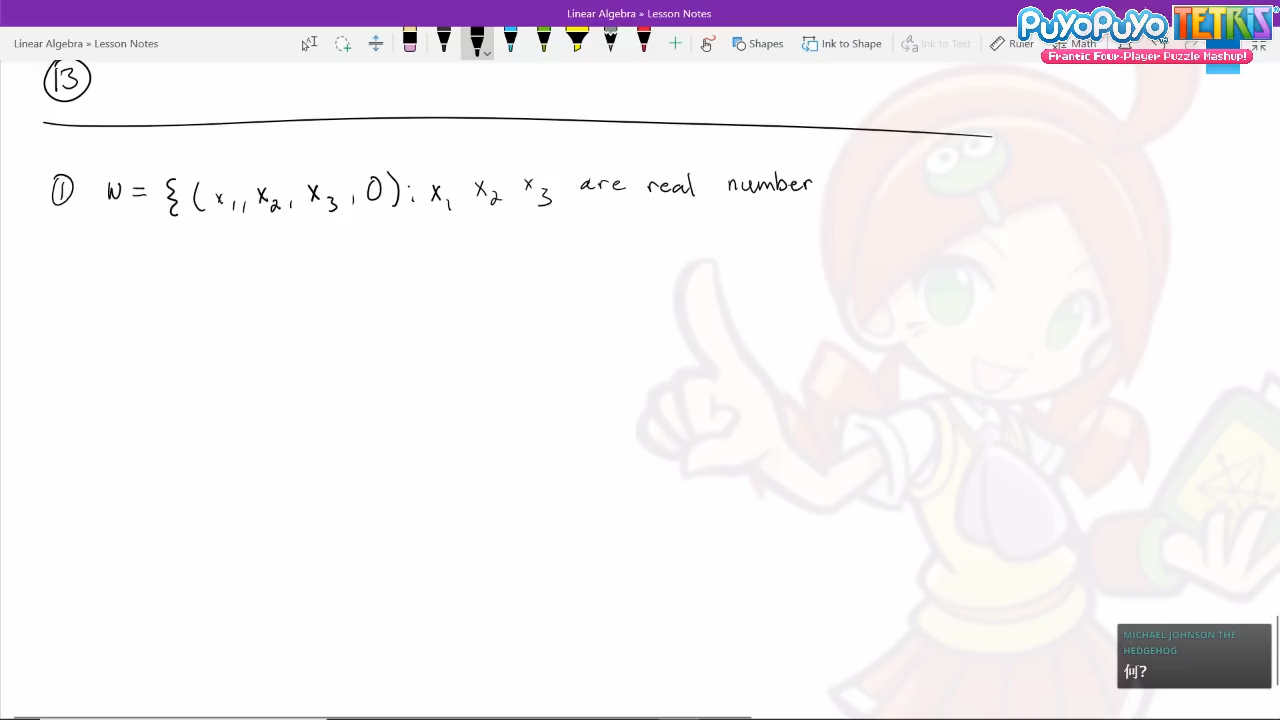 Linear Algebra » Lesson Notes
PUYOPUYO TETRIS
Frantic Four-Player Puzzle Mashup!
Linear Algebra » Lesson Notes
Shapes
Ink to Shape
Ink to Text
Ruler
Math
13
① W = { ( x₁, x₂, x₃, 0 ) : x₁ x₂ x₃ are real number
MICHAEL JOHNSON THE
HEDGEHOG
何?